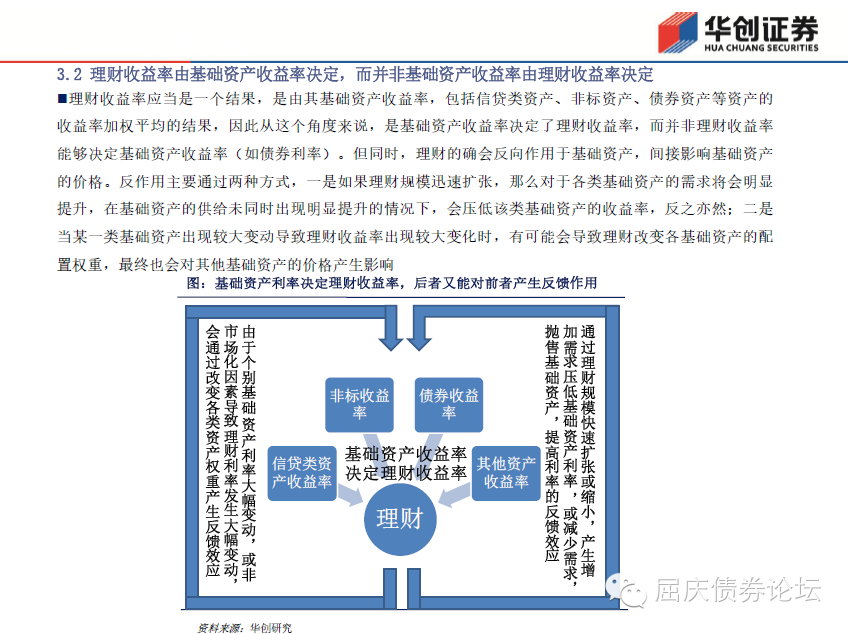 华创证券
HUA CHUANG SECURITIES
3.2 理财收益率由基础资产收益率决定，而并非基础资产收益率由理财收益率决定
■理财收益率应当是一个结果，是由其基础资产收益率，包括信贷类资产、非标资产、债券资产等资产的
收益率加权平均的结果，因此从这个角度来说，是基础资产收益率决定了理财收益率，而并非理财收益率
能够决定基础资产收益率（如债券利率）。但同时，理财的确会反向作用于基础资产，间接影响基础资产
的价格。反作用主要通过两种方式，一是如果理财规模迅速扩张，那么对于各类基础资产的需求将会明显
提升，在基础资产的供给未同时出现明显提升的情况下，会压低该类基础资产的收益率，反之亦然；二是
当某一类基础资产出现较大变动导致理财收益率出现较大变化时，有可能会导致理财改变各基础资产的配
置权重，最终也会对其他基础资产的价格产生影响
图：基础资产利率决定理财收益率，后者又能对前者产生反馈作用
由于个别基础资产利率大幅变动，或非
市场化因素导致理财利率发生大幅变动，
会通过改变各类资产权重产生反馈效应
非标收益
率
债券收益
率
信贷类资
产收益率
基础资产收益率
决定理财收益率
其他资产
收益率
理财
通过理财规模快速扩张或缩小，产生增
加需求压低基础资产利率，或减少需求，
抛售基础资产，提高利率的反馈效应
屈庆债券论坛
资料来源：华创研究